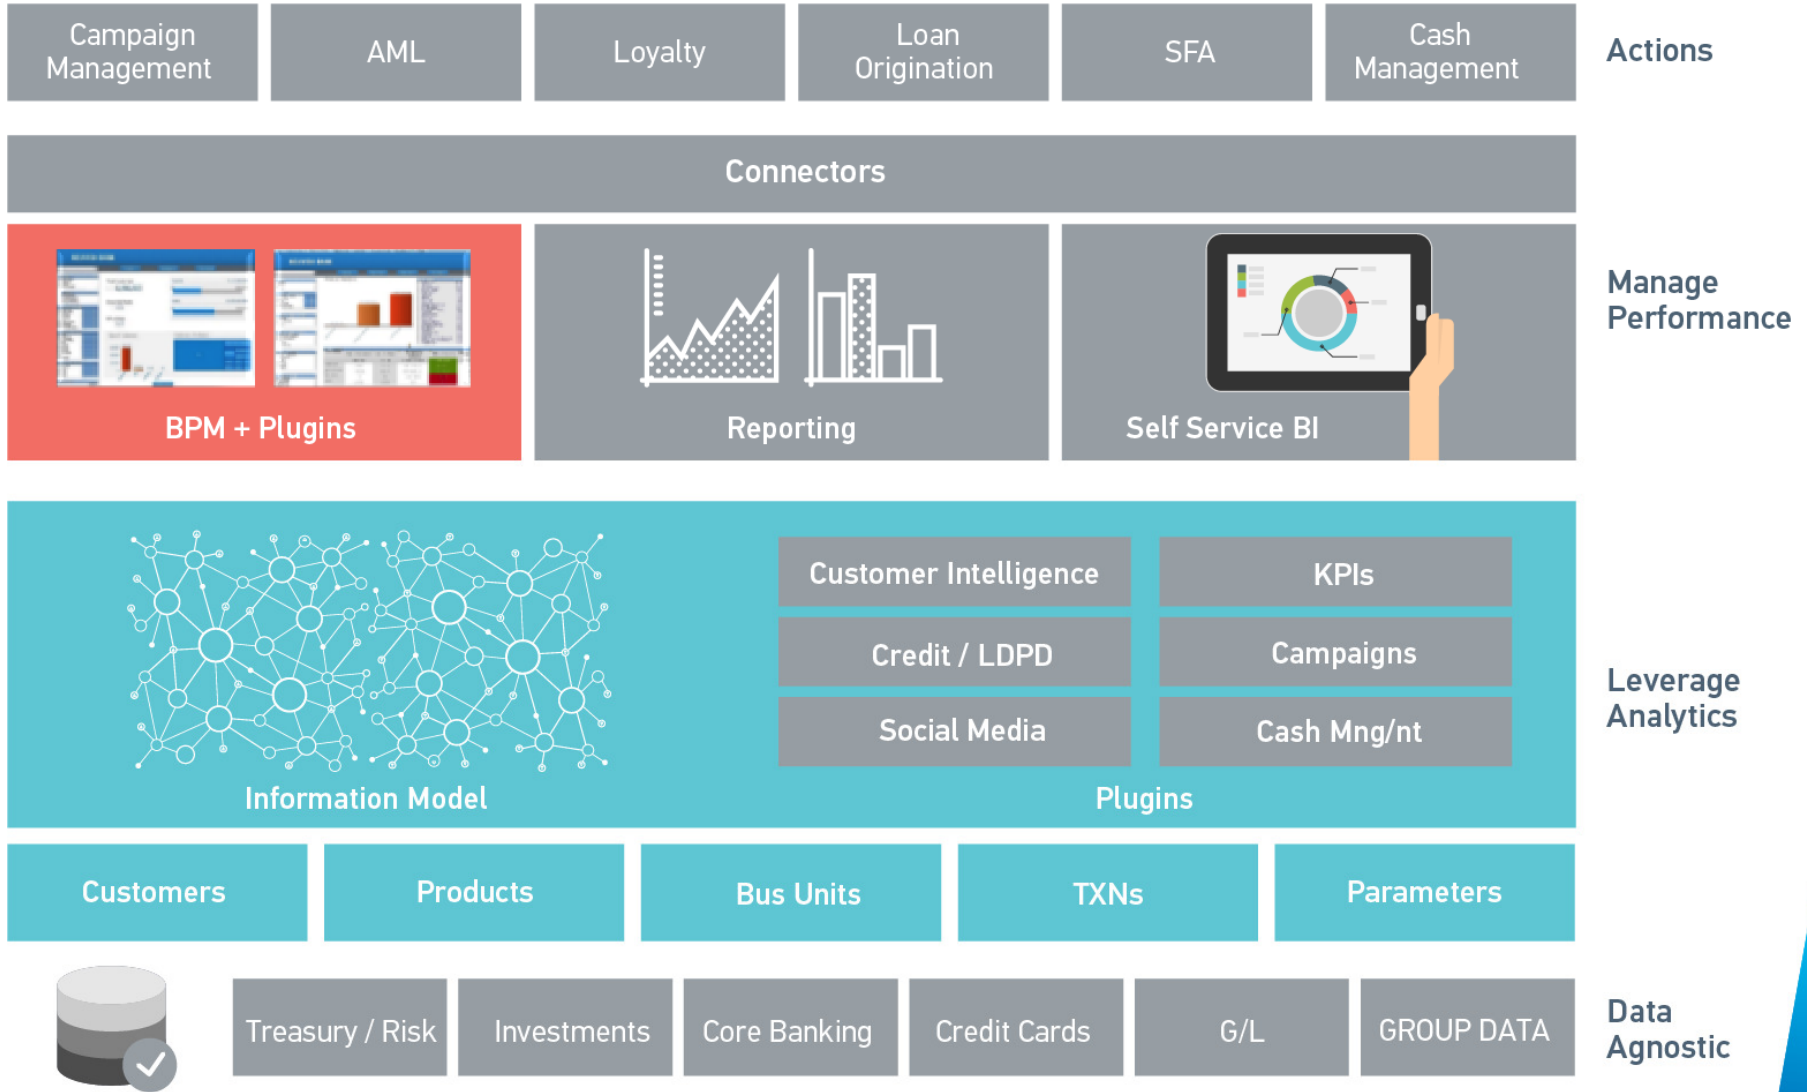 Campaign
Management
AML
Loyalty
Loan
Origination
SFA
Cash
Management
Actions
Connectors
BPM + Plugins
Reporting
Self Service BI
Manage
Performance
Customer Intelligence
KPIs
Credit / LDPD
Campaigns
Social Media
Cash Mng/nt
Information Model
Plugins
Leverage
Analytics
Customers
Products
Bus Units
TXNs
Parameters
Treasury / Risk
Investments
Core Banking
Credit Cards
G/L
GROUP DATA
Data
Agnostic